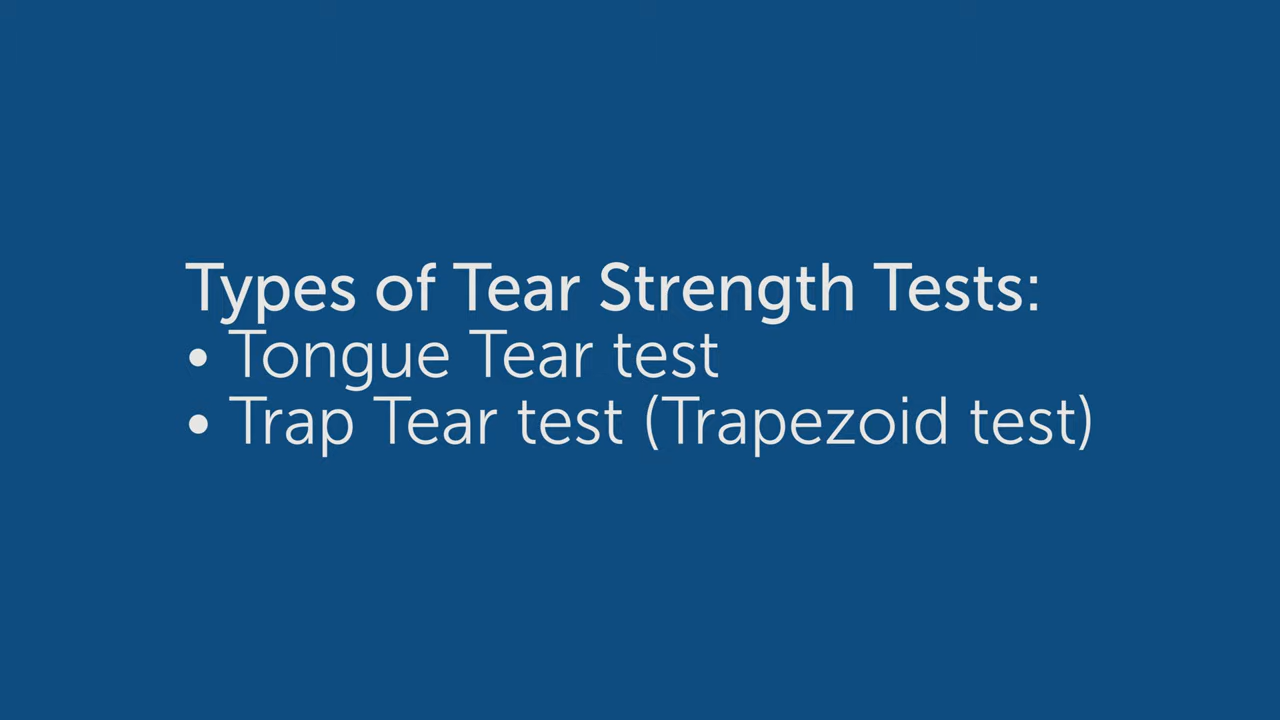 Types of Tear Strength Tests:
• Tongue Tear test
• Trap Tear test (Trapezoid test)